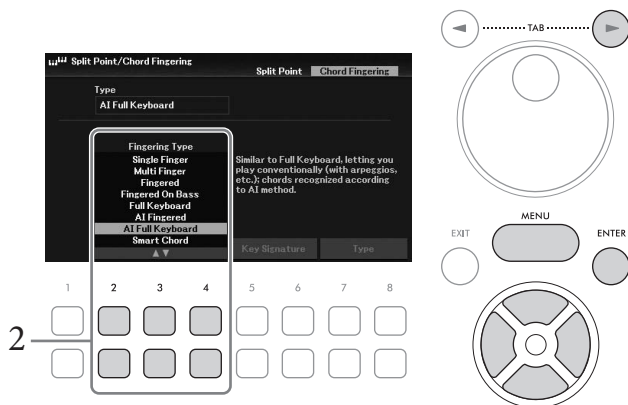 TAB
Split Point/Chord Fingering
Split Point Chord Fingering
Type
AI Full Keyboard
Fingering Type
Single Finger
Multi Finger
Fingered
Fingered On Bass
Full Keyboard
AI Fingered
AI Full Keyboard
Smart Chord
Similar to Full Keyboard, letting you
play conventionally (with arpeggios,
etc.); chords recognized according
to AI method.
Key Signature Type
MENU
EXIT
ENTER
1 2 3 4 5 6 7 8
2